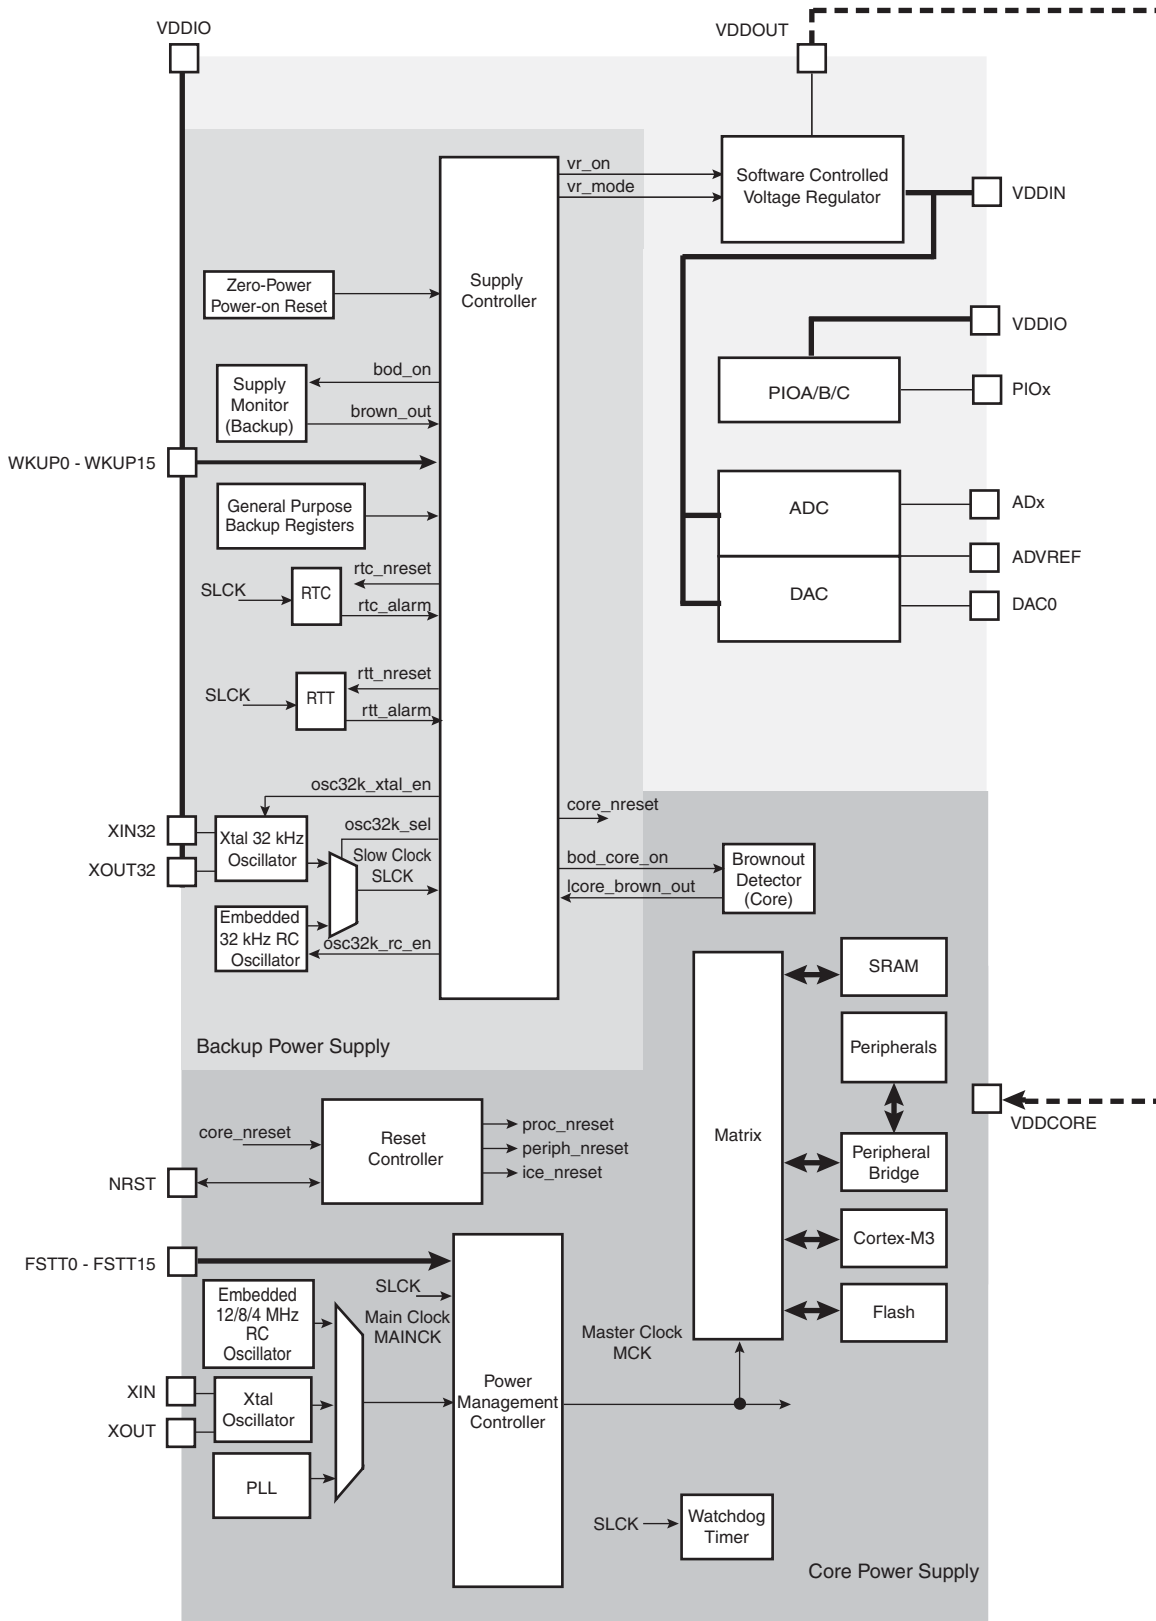 VDDIO
VDDOUT
vr_on
vr_mode
Software Controlled
Voltage Regulator
VDDIN
Supply
Controller
Zero-Power
Power-on Reset
VDDIO
bod_on
Supply
Monitor
(Backup)
brown_out
PIOA/B/C
PIOx
WKUP0 - WKUP15
General Purpose
Backup Registers
ADC
ADx
ADVREF
DAC
DAC0
rtc_nreset
SLCK
RTC
rtc_alarm
rtt_nreset
SLCK
RTT
rtt_alarm
osc32k_xtal_en
core_nreset
XIN32
Xtal 32 kHz
Oscillator
osc32k_sel
XOUT32
Slow Clock
SLCK
bod_core_on
lcore_brown_out
Brownout
Detector
(Core)
Embedded
32 kHz RC
Oscillator
osc32k_rc_en
SRAM
Backup Power Supply
Peripherals
VDDCORE
core_nreset
Reset
Controller
proc_nreset
periph_nreset
ice_nreset
Matrix
Peripheral
Bridge
NRST
Cortex-M3
FSTT0 - FSTT15
SLCK
Embedded
12/8/4 MHz
RC
Oscillator
Main Clock
MAINCK
Master Clock
MCK
Flash
XIN
Xtal
Oscillator
XOUT
Power
Management
Controller
PLL
SLCK
Watchdog
Timer
Core Power Supply